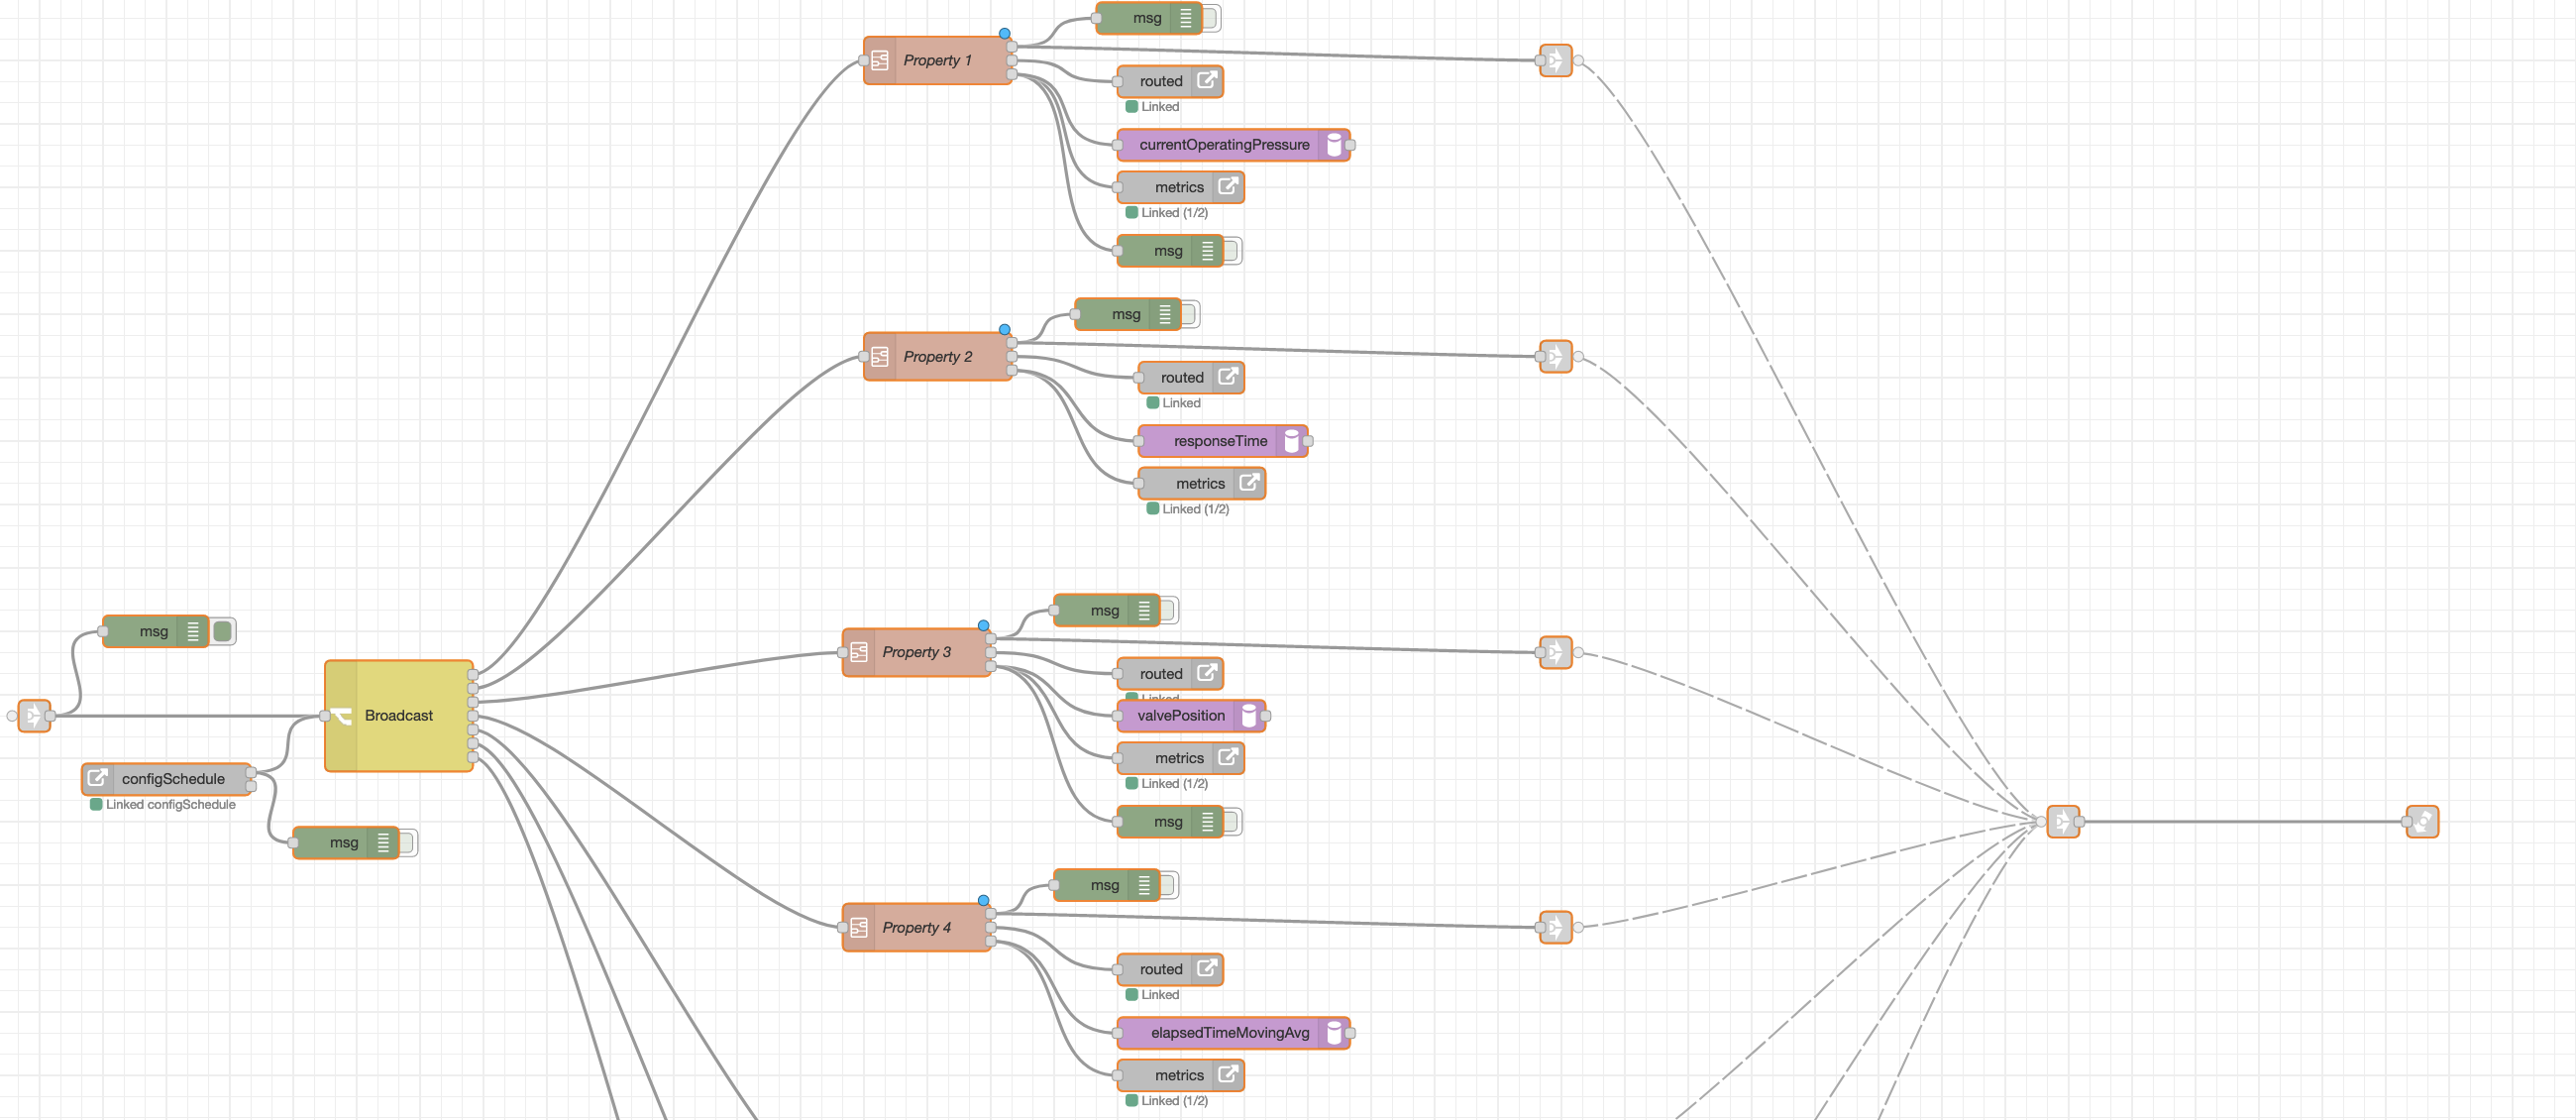 msg
Property 1
routed
Linked
currentOperatingPressure
metrics
Linked (1/2)
msg
msg
Property 2
routed
Linked
responseTime
metrics
Linked (1/2)
msg
msg
Property 3
routed
Linked
Broadcast
valvePosition
metrics
configSchedule
Linked (1/2)
Linked configSchedule
msg
msg
msg
Property 4
routed
Linked
elapsedTimeMovingAvg
metrics
Linked (1/2)